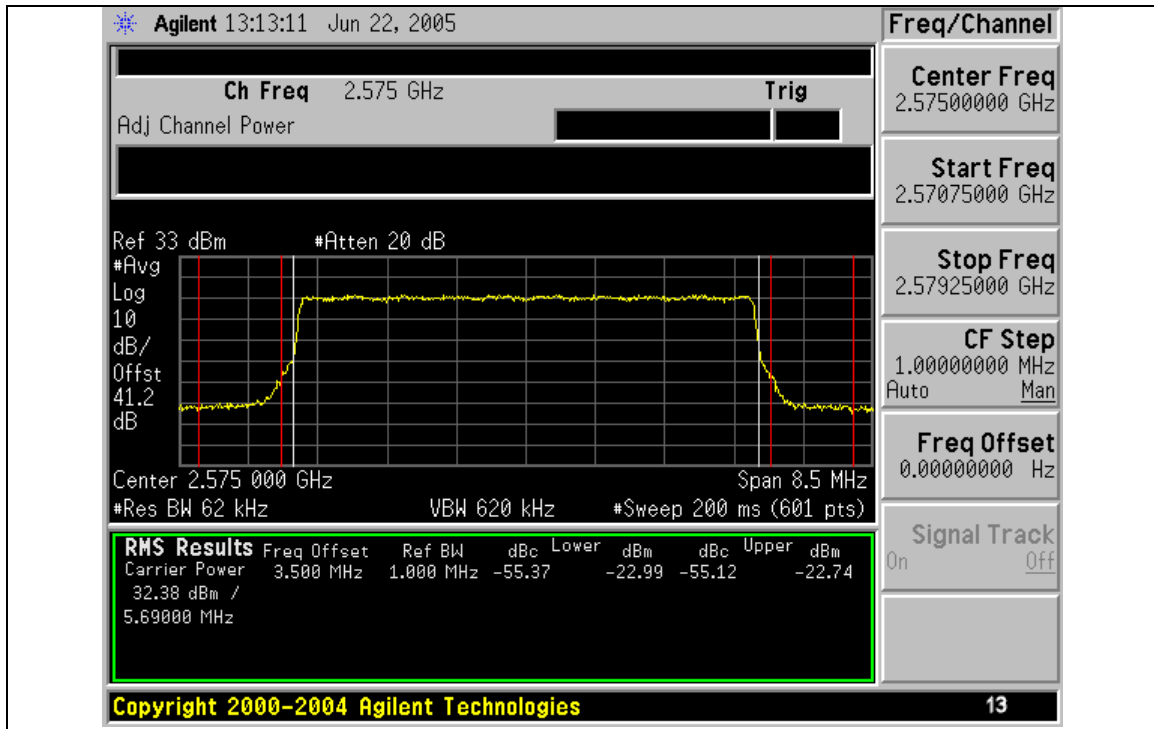 Agilent 13:13:11 Jun 22, 2005
Freq/Channel
Ch Freq 2.575 GHz Trig
Adj Channel Power
Center Freq
2.57500000 GHz
Start Freq
2.57075000 GHz
Stop Freq
2.57925000 GHz
CF Step
1.00000000 MHz
Auto Man
Freq Offset
0.00000000 Hz
Signal Track
On Off
Ref 33 dBm #Atten 20 dB
#Avg
Log
10
dB/
Offst
41.2
dB
Center 2.575 000 GHz Span 8.5 MHz
#Res BW 62 kHz VBW 620 kHz #Sweep 200 ms (601 pts)
RMS Results Freq Offset Ref BW dBc Lower dBm dBc Upper dBm
Carrier Power 3.500 MHz 1.000 MHz -55.37 -22.99 -55.12 -22.74
32.38 dBm /
5.69000 MHz
Copyright 2000-2004 Agilent Technologies 13